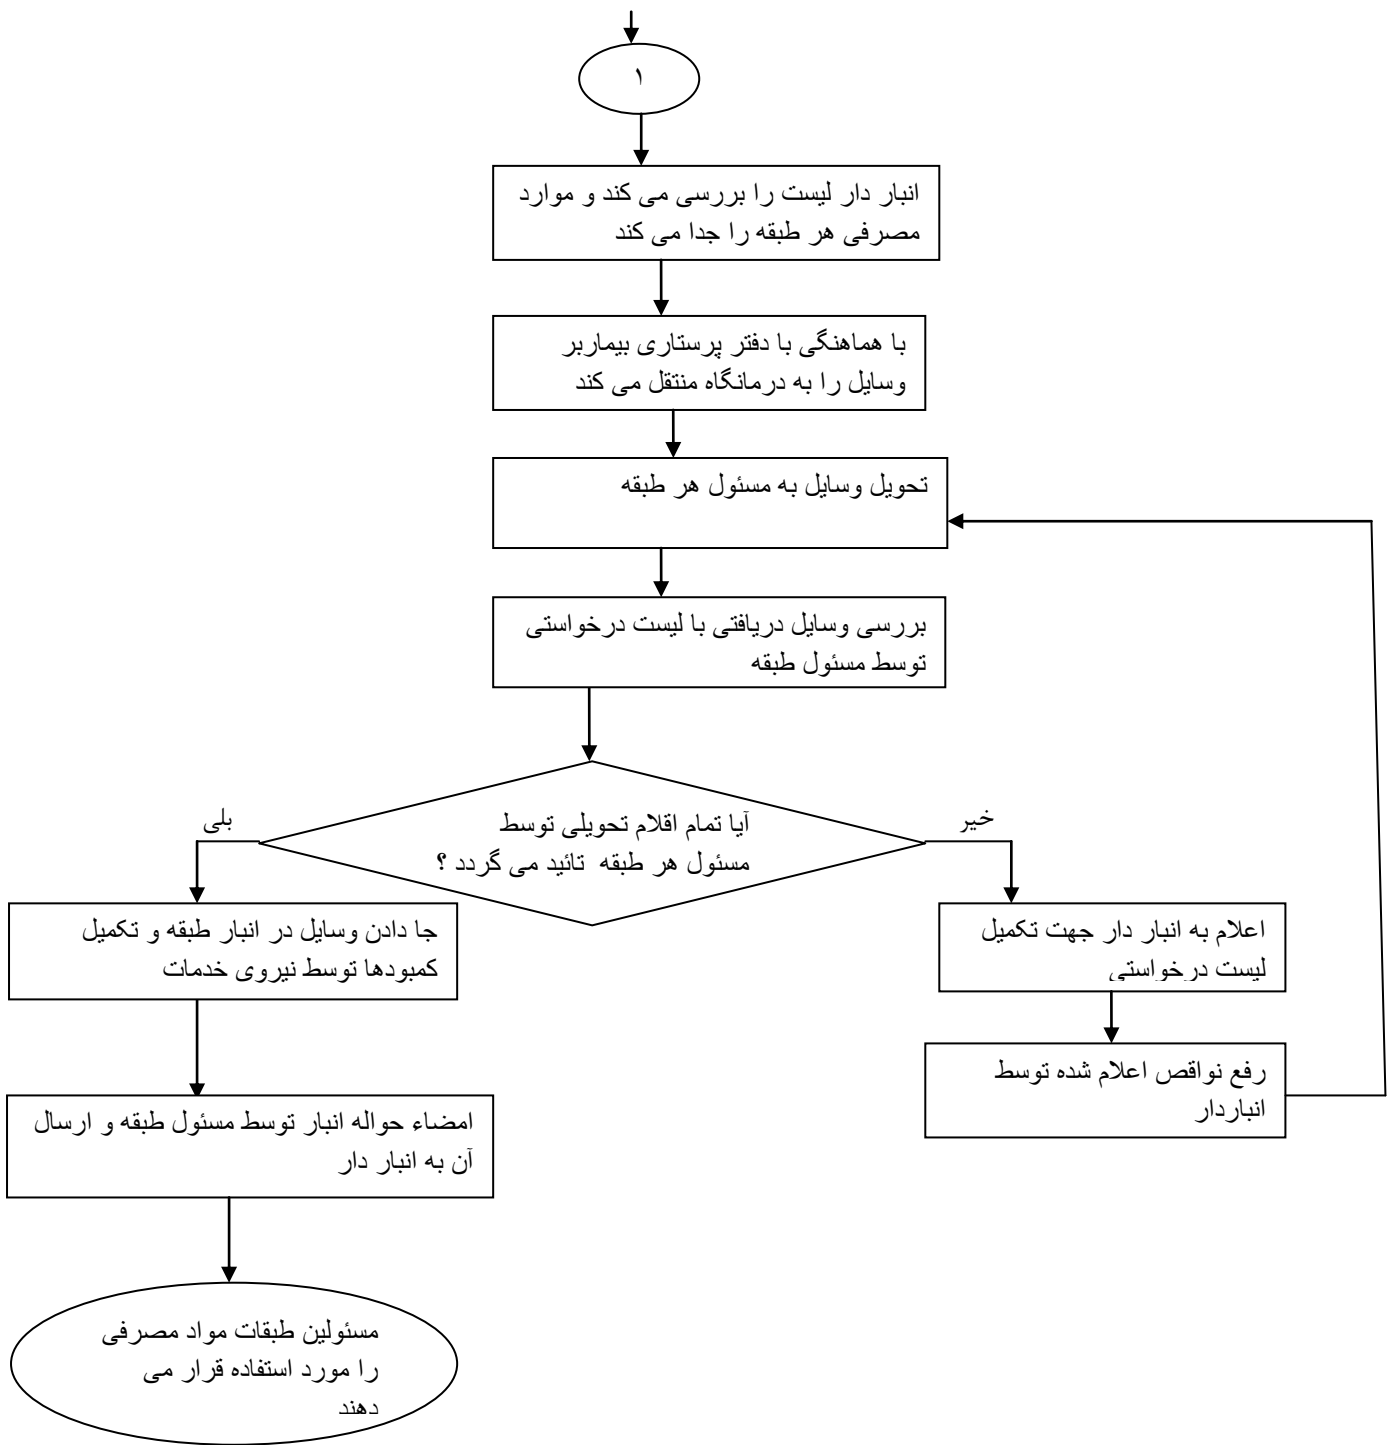 ۱
انبار دار لیست را بررسی می کند و موارد
مصرفی هر طبقه را جدا می کند
با هماهنگی با دفتر پرستاری بیماربر
وسایل را به درمانگاه منتقل می کند
تحویل وسایل به مسئول هر طبقه
بررسی وسایل دریافتی با لیست درخواستی
توسط مسئول طبقه
خیر
بلی
آیا تمام اقلام تحویلی توسط
مسئول هر طبقه تائید می گردد ؟
اعلام به انبار دار جهت تکمیل
لیست درخواستی
جا دادن وسایل در انبار طبقه و تکمیل
کمبودها توسط نیروی خدمات
رفع نواقص اعلام شده توسط
انباردار
امضاء حواله انبار توسط مسئول طبقه و ارسال
آن به انبار دار
مسئولین طبقات مواد مصرفی
را مورد استفاده قرار می
دهند